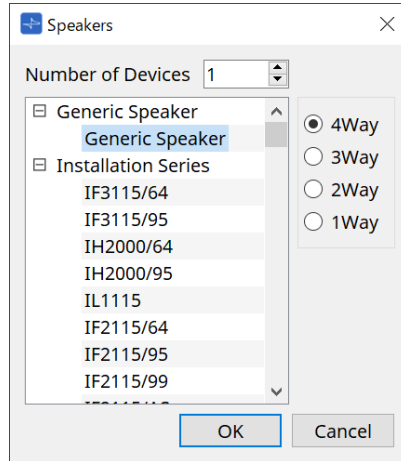 Speakers
Number of Devices 1
Generic Speaker
Generic Speaker
Installation Series
IF3115/64
IF3115/95
IH2000/64
IH2000/95
IL1115
IF2115/64
IF2115/95
IF2115/99
4Way
3Way
2Way
1Way
OK
Cancel